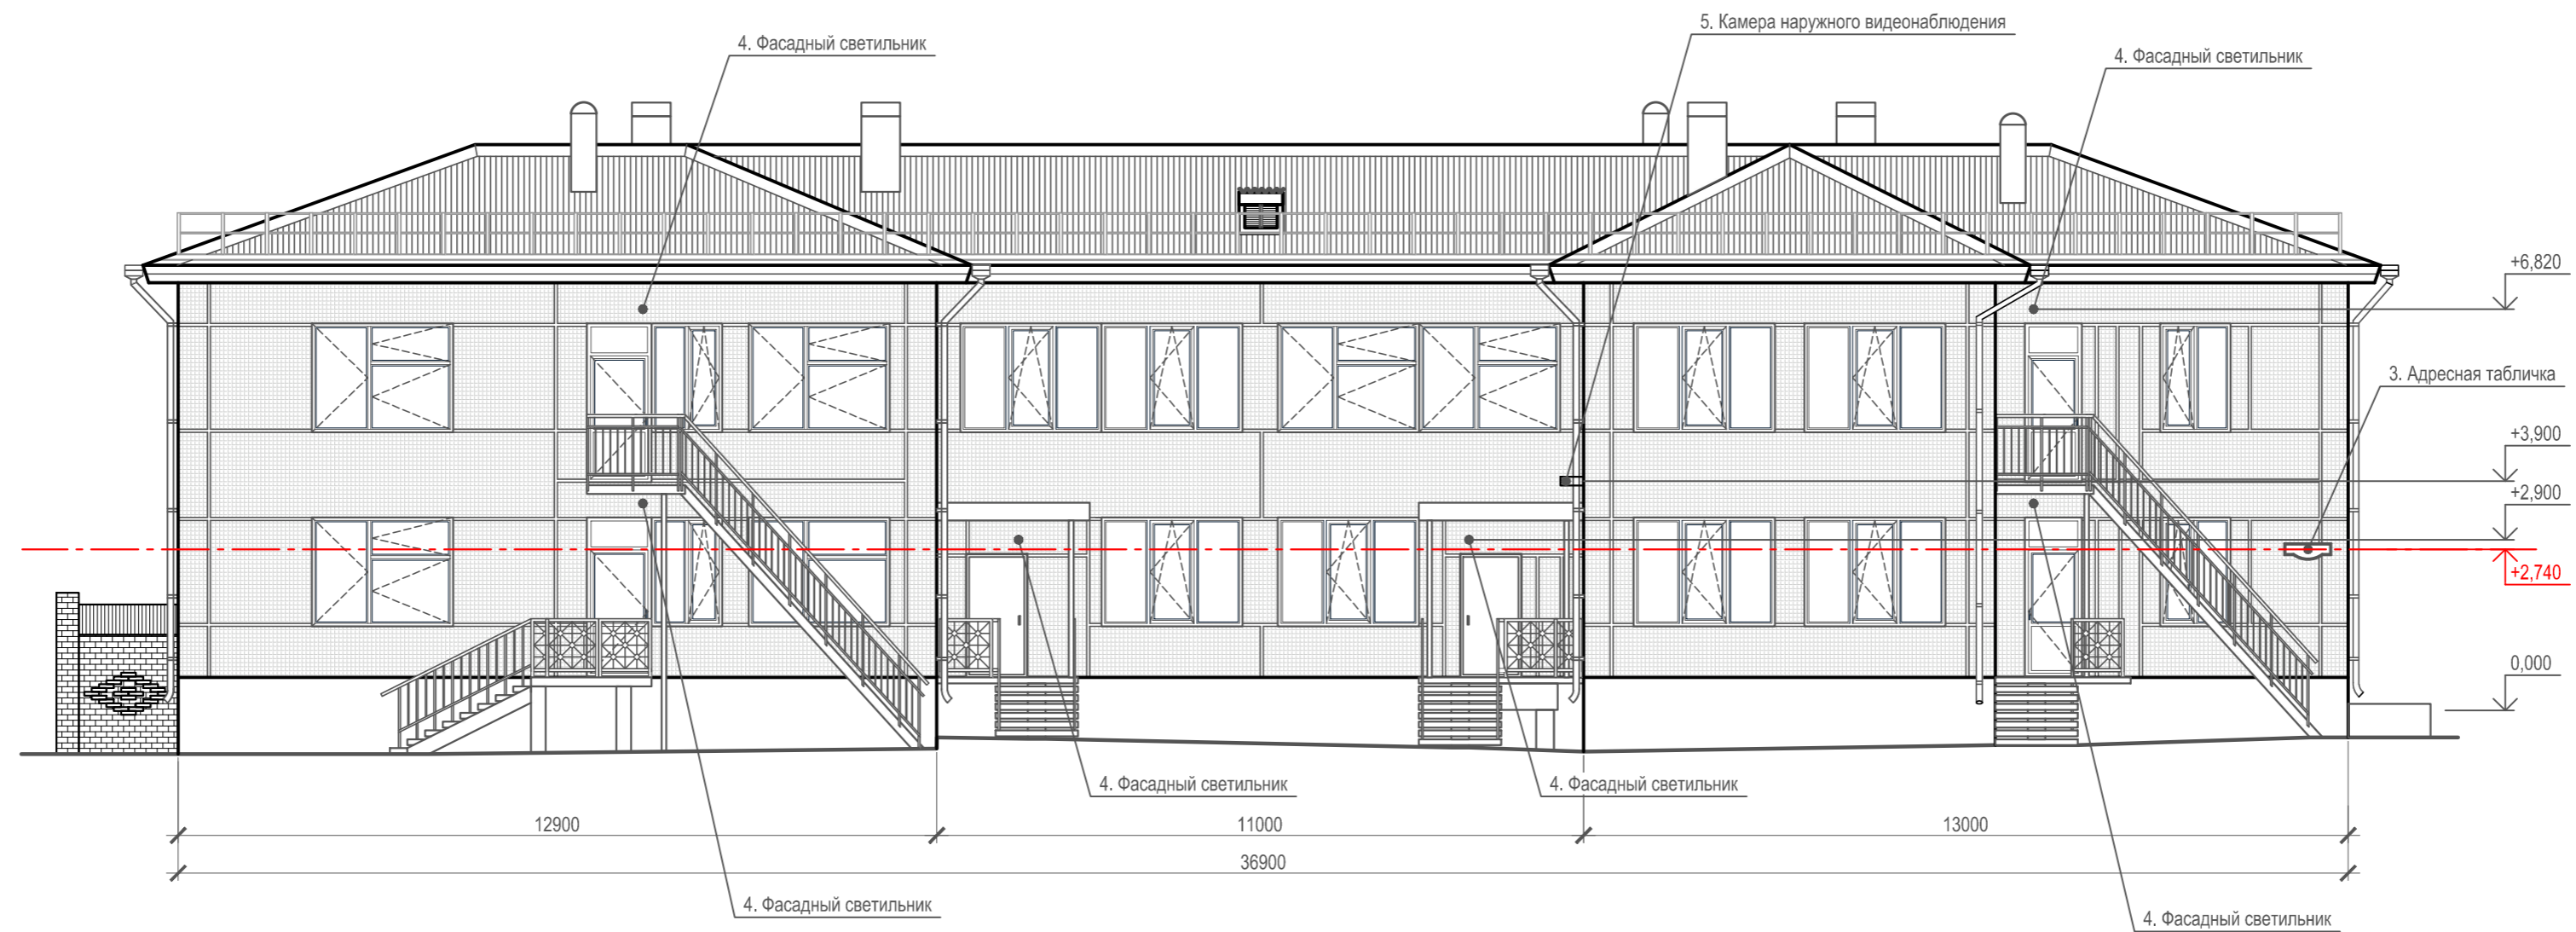 5. Камера наружного видеонаблюдения
4. Фасадный светильник
4. Фасадный светильник
+6,820
3. Адресная табличка
+3,900
+2,900
+2,740
0,000
4. Фасадный светильник
4. Фасадный светильник
12900
11000
13000
36900
4. Фасадный светильник
4. Фасадный светильник